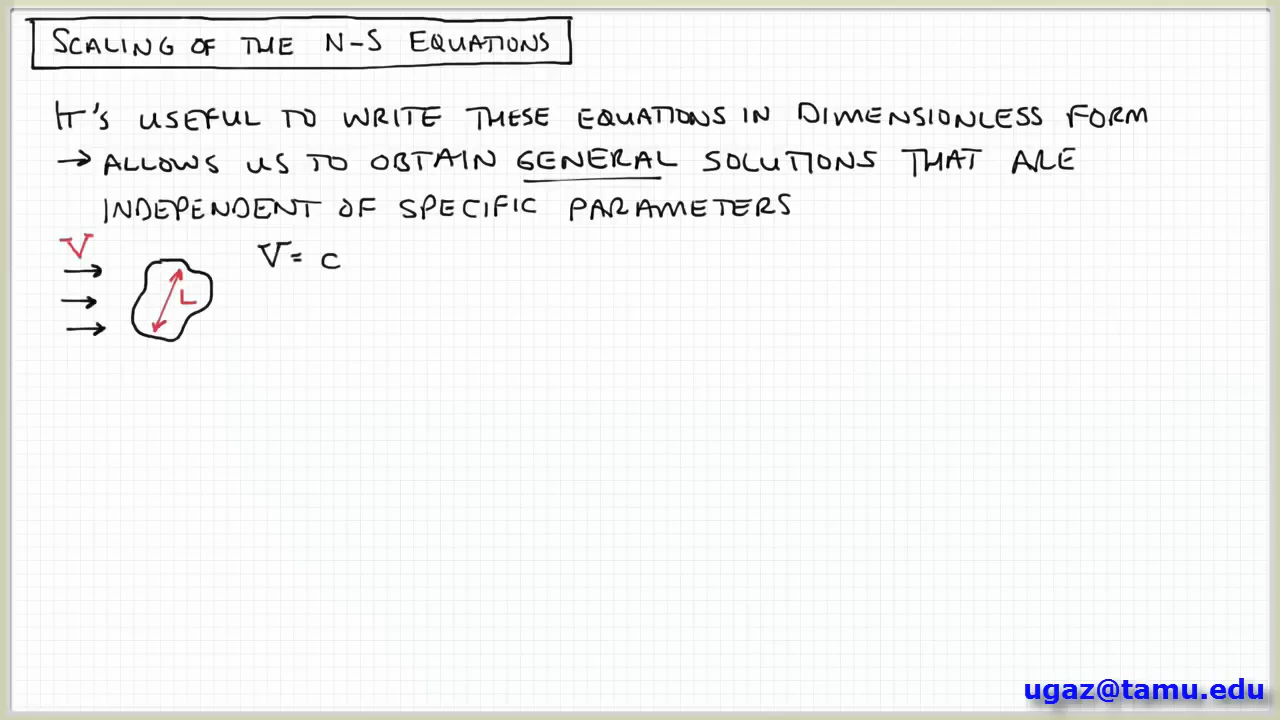 SCALING OF THE N-S EQUATIONS
IT'S USEFUL TO WRITE THESE EQUATIONS IN DIMENSIONLESS FORM
→ ALLOWS US TO OBTAIN GENERAL SOLUTIONS THAT ARE
INDEPENDENT OF SPECIFIC PARAMETERS
V
V = C
L
ugaz@tamu.edu